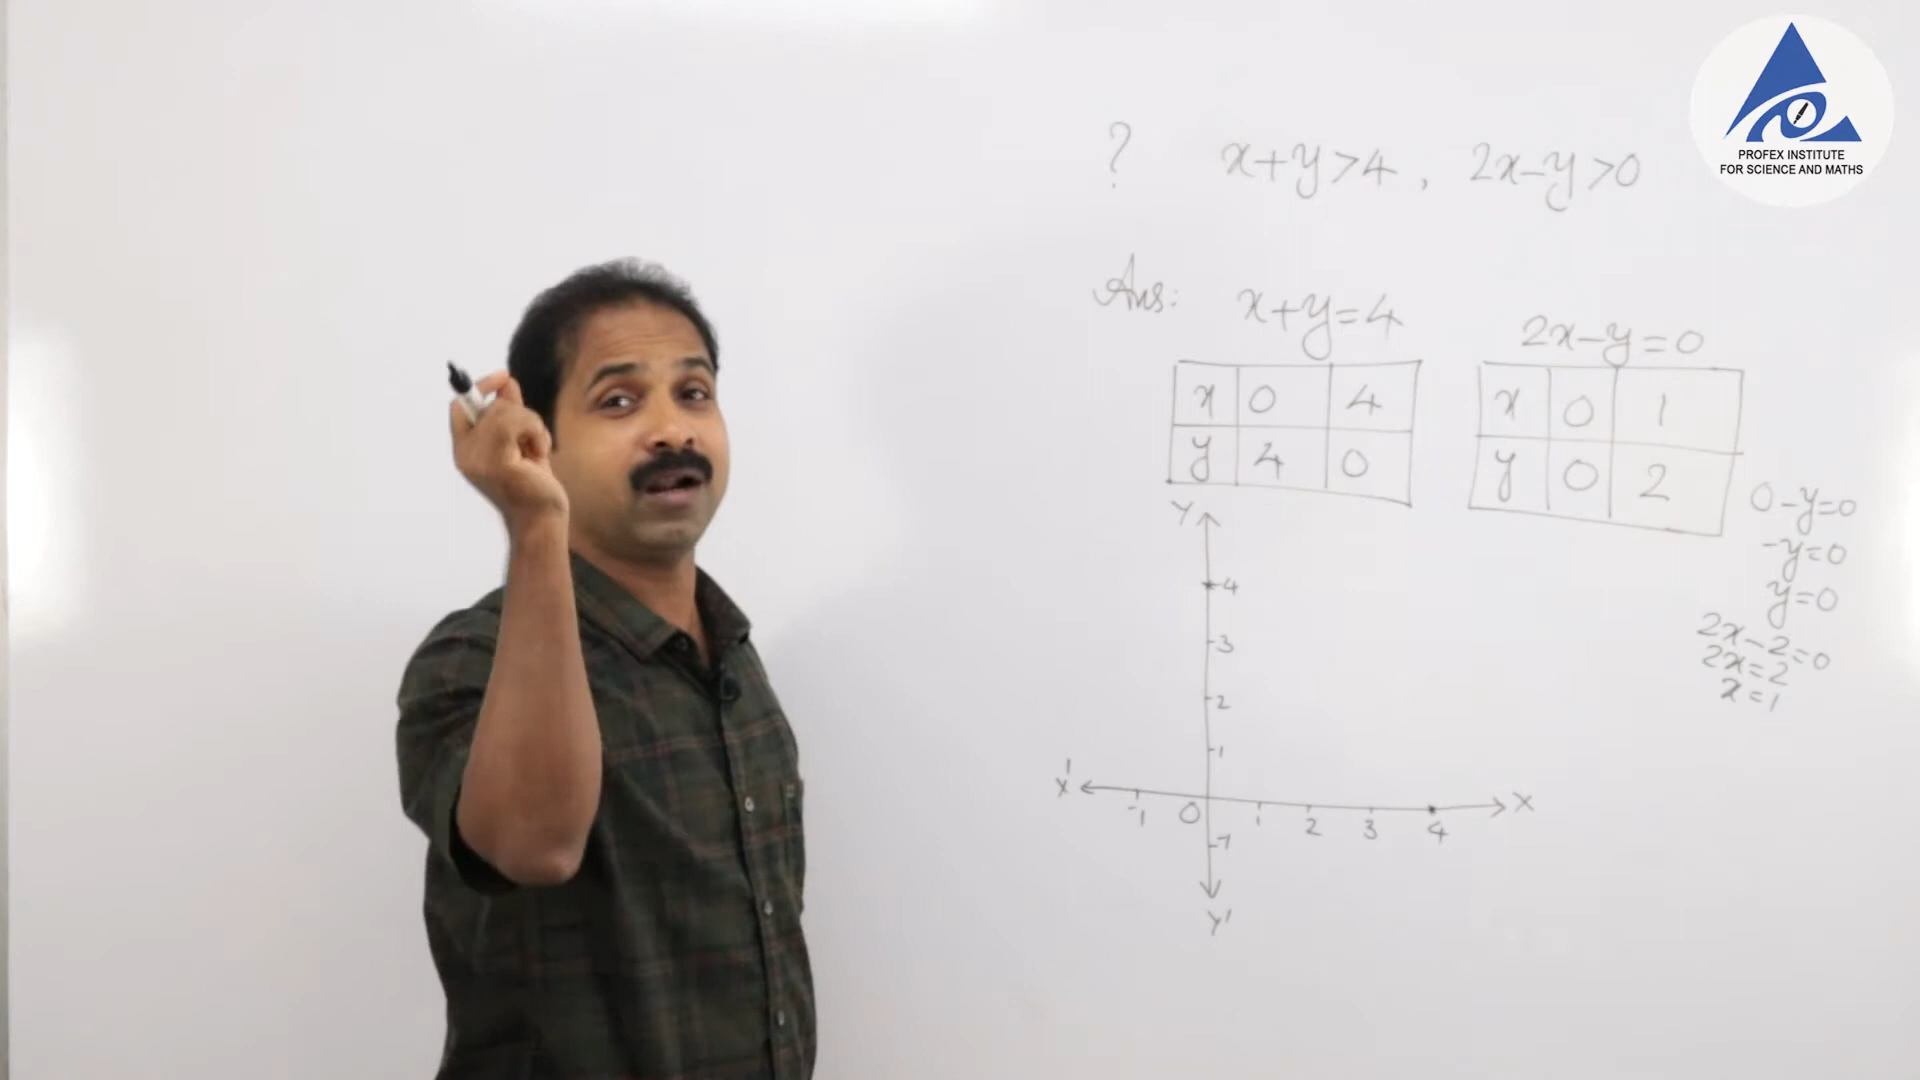 PROFEX INSTITUTE
FOR SCIENCE AND MATHS
? x+y>4, 2x-y>0
Ans: x+y=4
x 0 4
y 4 0
2x-y=0
x 0 1
y 0 2
0-y=0
-y=0
y=0
2x-2=0
2x=2
x=1
Y
4
3
2
1
X' -1 0 1 2 3 4 X
-1
Y'